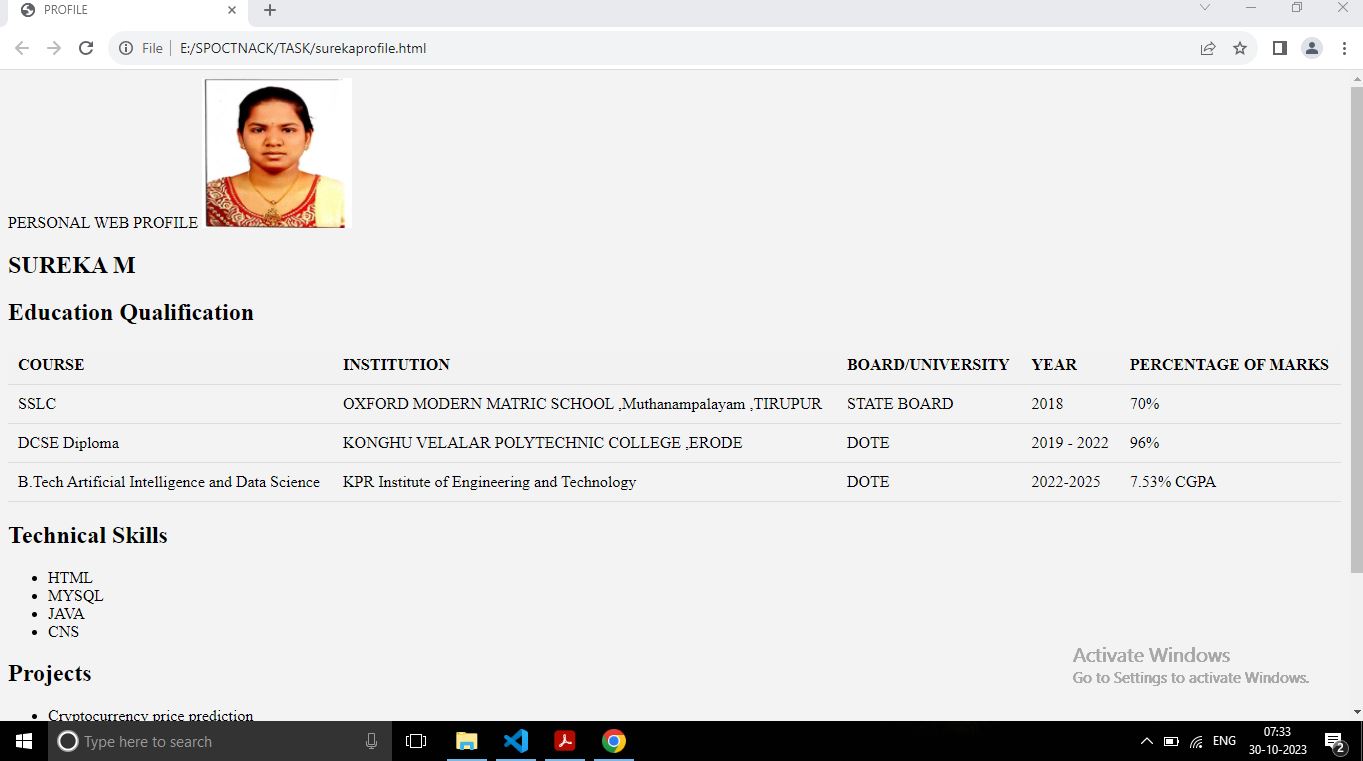 PROFILE
File
E:/SPOCTNACK/TASK/surekaprofile.html
PERSONAL WEB PROFILE
SUREKA M
Education Qualification
COURSE INSTITUTION BOARD/UNIVERSITY YEAR PERCENTAGE OF MARKS
SSLC OXFORD MODERN MATRIC SCHOOL ,Muthanampalayam ,TIRUPUR STATE BOARD 2018 70%
DCSE Diploma KONGHU VELALAR POLYTECHNIC COLLEGE ,ERODE DOTE 2019 - 2022 96%
B.Tech Artificial Intelligence and Data Science KPR Institute of Engineering and Technology DOTE 2022-2025 7.53% CGPA
Technical Skills
HTML
MYSQL
JAVA
CNS
Projects
Cryptocurrency price prediction
Activate Windows
Go to Settings to activate Windows.
Type here to search
ENG
07:33
30-10-2023
2